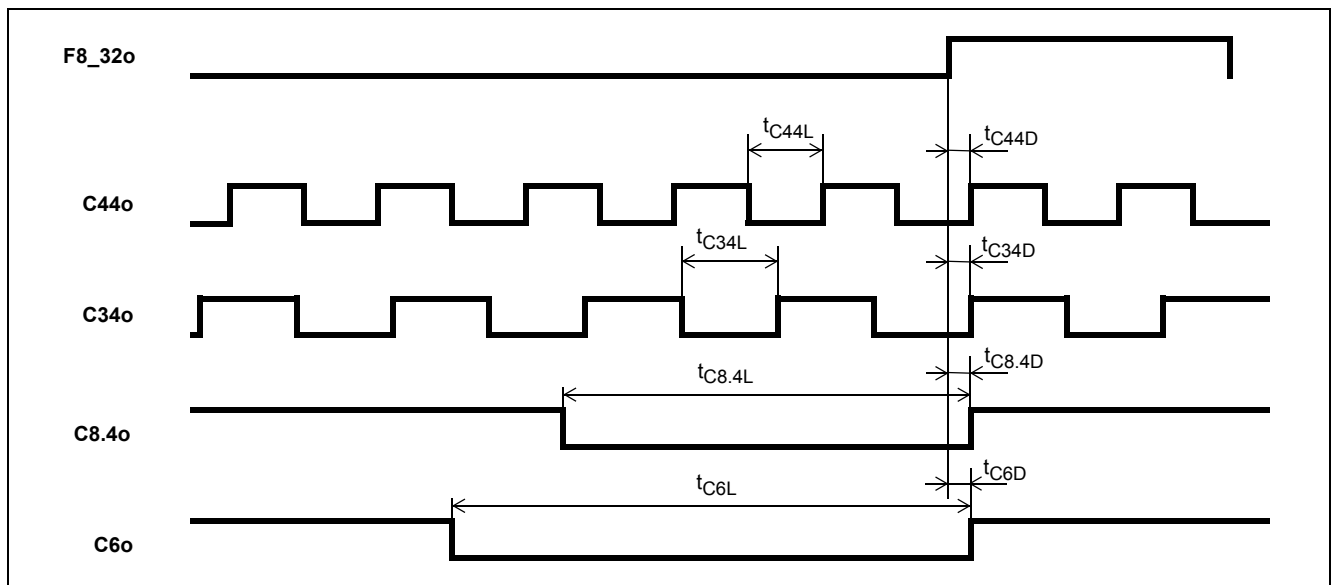 F8_32o
tC44L
tC44D
C44o
tC34L
tC34D
C34o
tC8.4L
tC8.4D
C8.4o
tC6L
tC6D
C6o